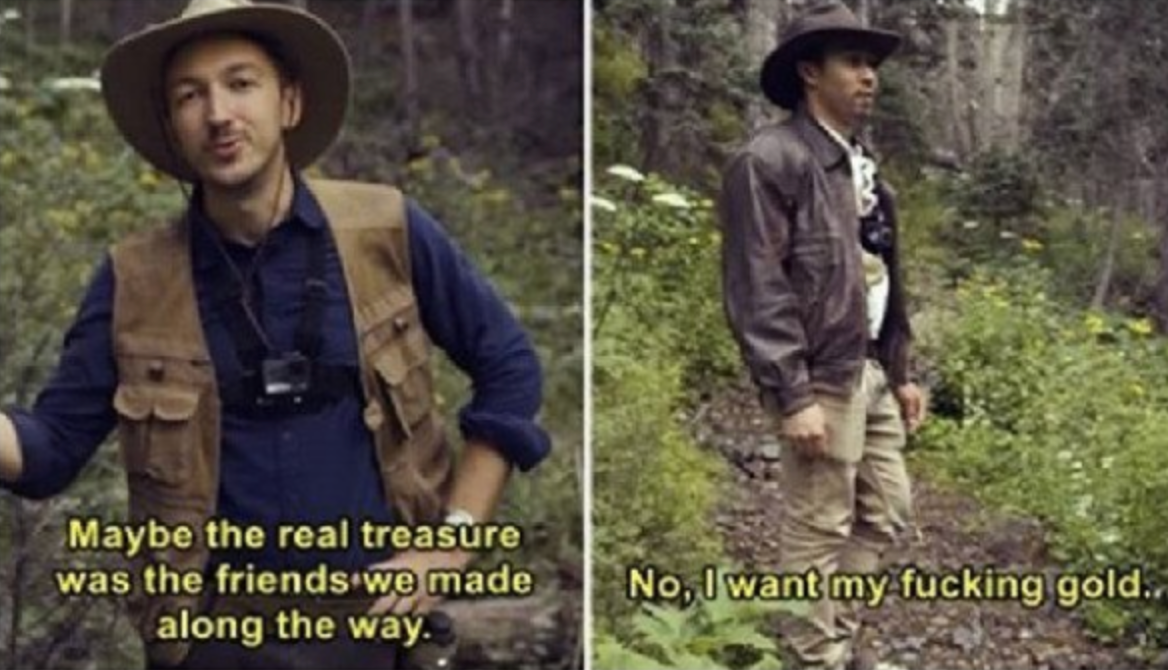 Maybe the real treasure
was the friends we made
along the way.
No, I want my fucking gold..